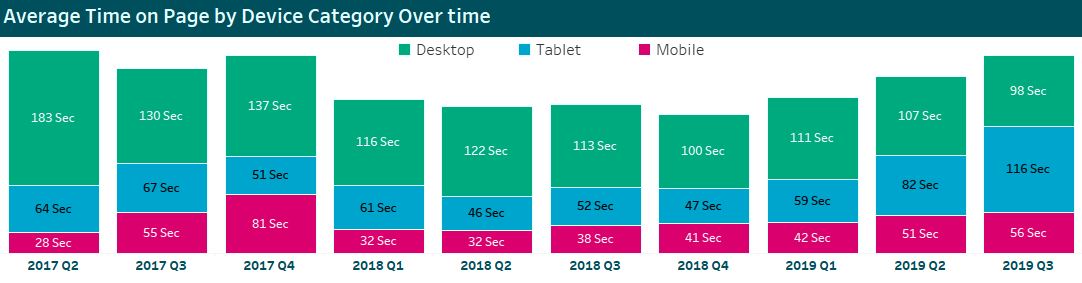 Average Time on Page by Device Category Over time
Desktop Tablet Mobile
183 Sec 130 Sec 137 Sec 116 Sec 122 Sec 113 Sec 100 Sec 111 Sec 107 Sec 98 Sec
64 Sec 67 Sec 51 Sec 61 Sec 46 Sec 52 Sec 47 Sec 59 Sec 82 Sec 116 Sec
28 Sec 55 Sec 81 Sec 32 Sec 32 Sec 38 Sec 41 Sec 42 Sec 51 Sec 56 Sec
2017 Q2 2017 Q3 2017 Q4 2018 Q1 2018 Q2 2018 Q3 2018 Q4 2019 Q1 2019 Q2 2019 Q3